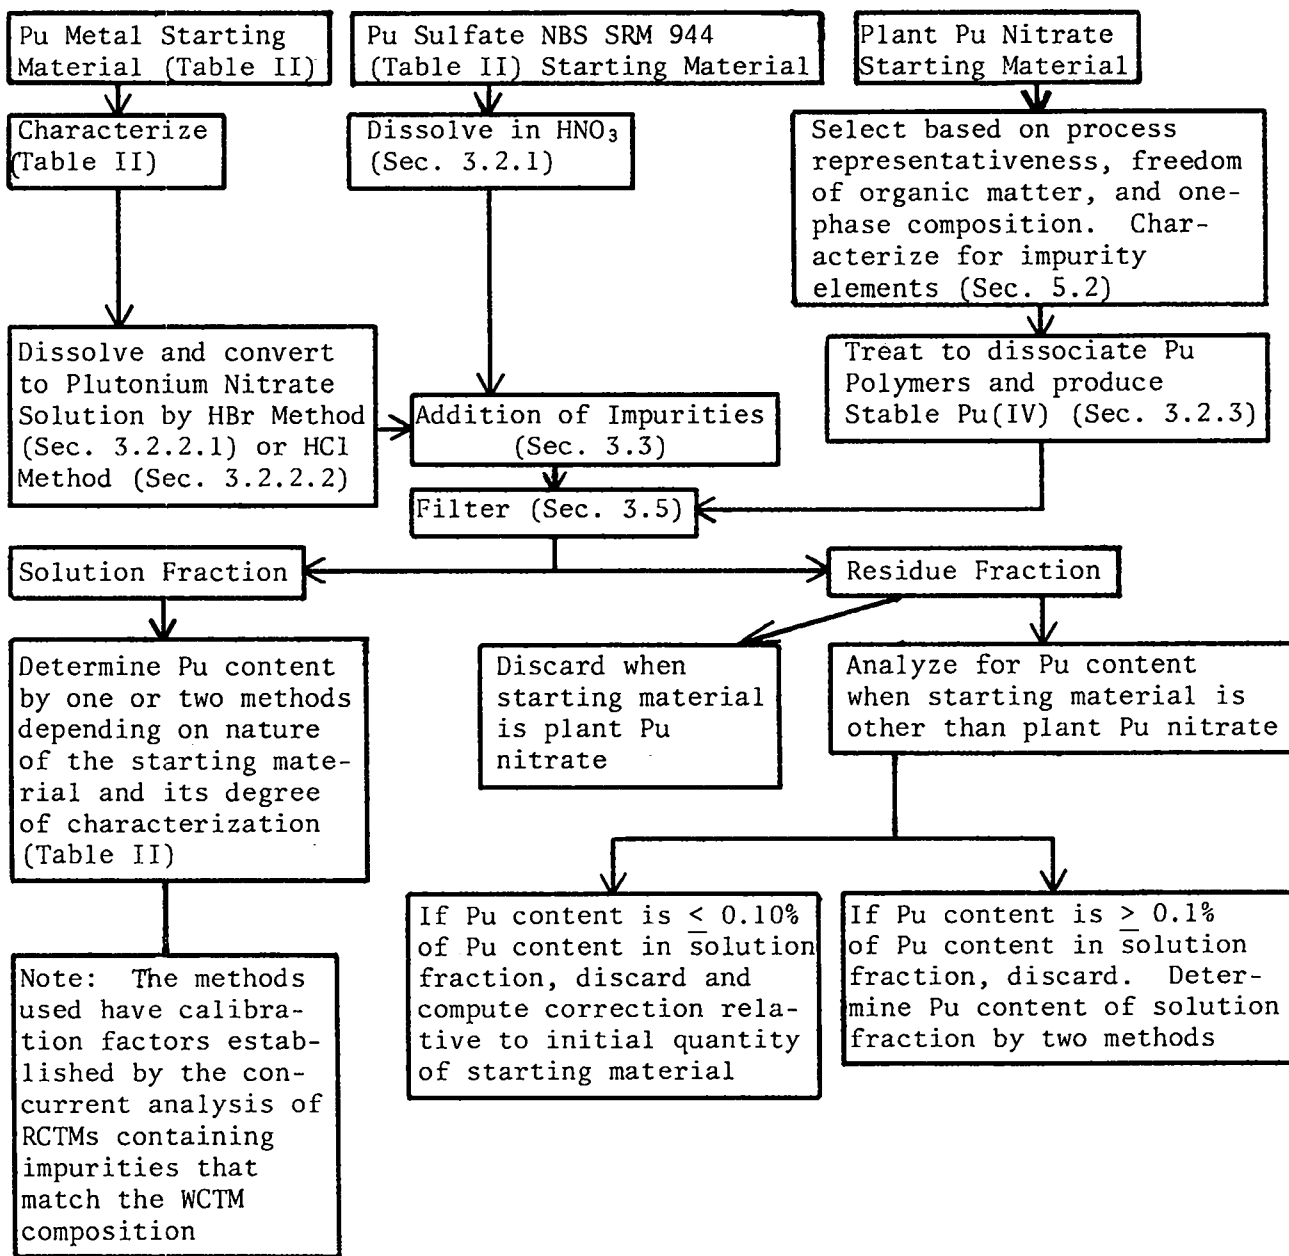 Pu Metal Starting
Material (Table II)
Pu Sulfate NBS SRM 944
(Table II) Starting Material
Plant Pu Nitrate
Starting Material
Characterize
(Table II)
Dissolve in HNO₃
(Sec. 3.2.1)
Select based on process
representativeness, freedom
of organic matter, and one-
phase composition. Char-
acterize for impurity
elements (Sec. 5.2)
Dissolve and convert
to Plutonium Nitrate
Solution by HBr Method
(Sec. 3.2.2.1) or HCl
Method (Sec. 3.2.2.2)
Addition of Impurities
(Sec. 3.3)
Treat to dissociate Pu
Polymers and produce
Stable Pu(IV) (Sec. 3.2.3)
Filter (Sec. 3.5)
Solution Fraction
Residue Fraction
Determine Pu content
by one or two methods
depending on nature
of the starting mate-
rial and its degree
of characterization
(Table II)
Discard when
starting material
is plant Pu
nitrate
Analyze for Pu content
when starting material is
other than plant Pu nitrate
If Pu content is ≤ 0.10%
of Pu content in solution
fraction, discard and
compute correction rela-
tive to initial quantity
of starting material
If Pu content is ≥ 0.1%
of Pu content in solution
fraction, discard. Deter-
mine Pu content of solution
fraction by two methods
Note: The methods
used have calibra-
tion factors estab-
lished by the con-
current analysis of
RCTMs containing
impurities that
match the WCTM
composition